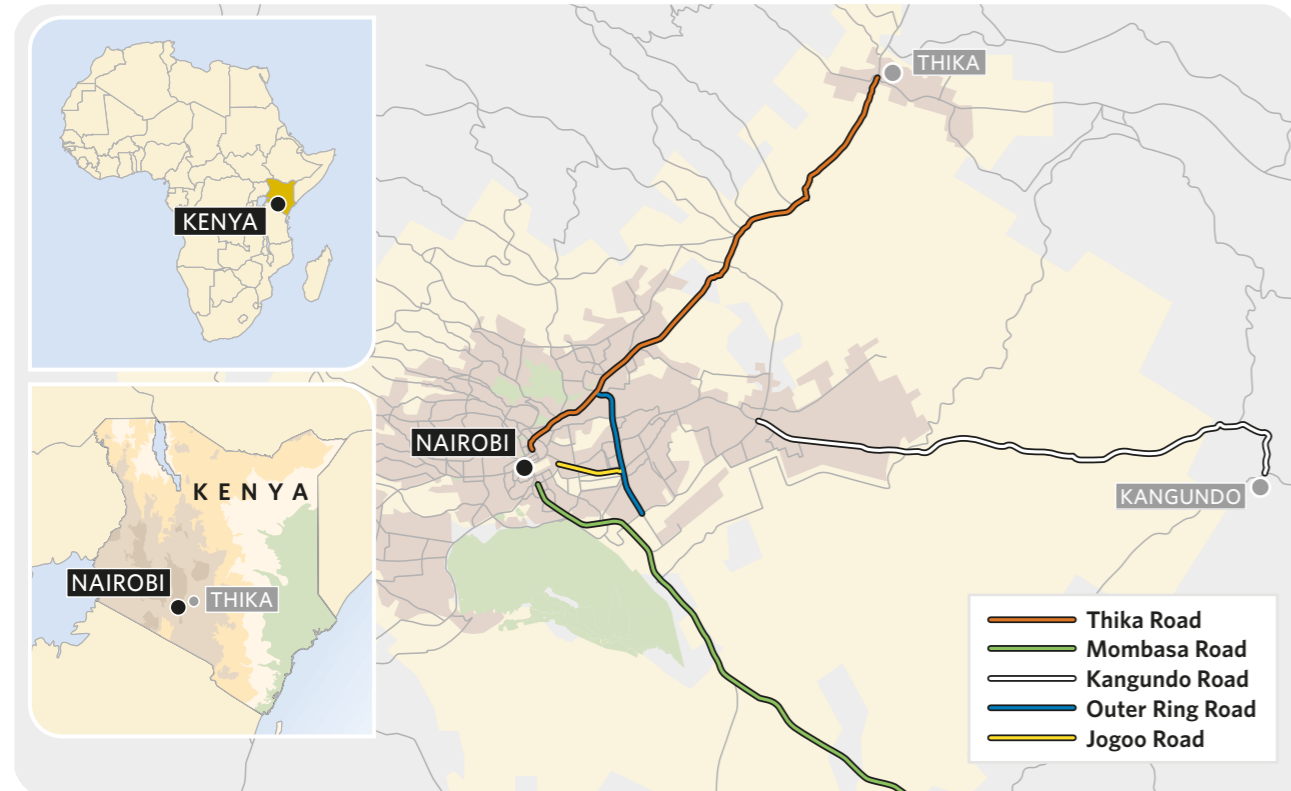 KENYA
KENYA
NAIROBI
THIKA
THIKA
NAIROBI
KANGUNDO
Thika Road
Mombasa Road
Kangundo Road
Outer Ring Road
Jogoo Road